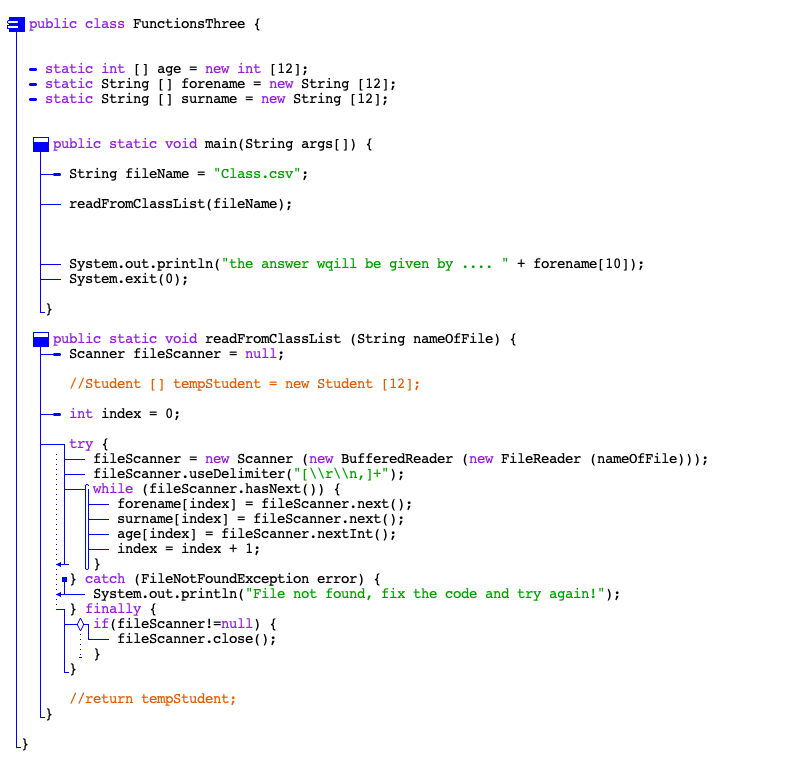 public class FunctionsThree {
static int [] age = new int [12];
static String [] forename = new String [12];
static String [] surname = new String [12];
public static void main(String args[]) {
String fileName = "Class.csv";
readFromClassList(fileName);
System.out.println("the answer wqill be given by .... " + forename[10]);
System.exit(0);
}
public static void readFromClassList (String nameOfFile) {
Scanner fileScanner = null;
//Student [] tempStudent = new Student [12];
int index = 0;
try {
fileScanner = new Scanner (new BufferedReader (new FileReader (nameOfFile)));
fileScanner.useDelimiter("[\\r\\n,]+");
while (fileScanner.hasNext()) {
forename[index] = fileScanner.next();
surname[index] = fileScanner.next();
age[index] = fileScanner.nextInt();
index = index + 1;
}
} catch (FileNotFoundException error) {
System.out.println("File not found, fix the code and try again!");
} finally {
if(fileScanner!=null) {
fileScanner.close();
}
}
//return tempStudent;
}
}